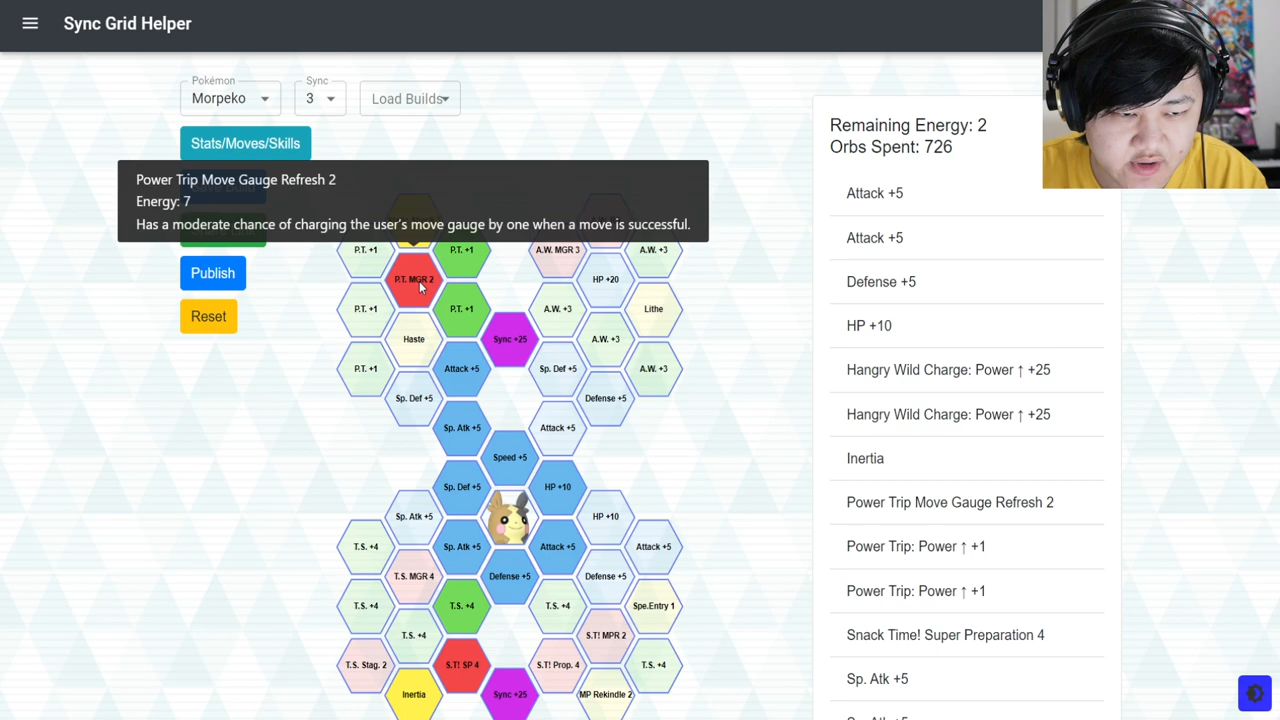 Sync Grid Helper
Pokémon
Morpeko
Sync
3
Load Builds
Stats/Moves/Skills
Power Trip Move Gauge Refresh 2
Energy: 7
Has a moderate chance of charging the user's move gauge by one when a move is successful.
Publish
Reset
P.T. +1
P.T. +1
A.W. MGR 3
A.W. +3
P.T. MGR 2
HP +20
P.T. +1
P.T. +1
A.W. +3
Lithe
Haste
Sync +25
A.W. +3
P.T. +1
Attack +5
Sp. Def +5
A.W. +3
Sp. Def +5
Defense +5
Sp. Atk +5
Attack +5
Speed +5
Sp. Def +5
HP +10
Sp. Atk +5
HP +10
T.S. +4
Sp. Atk +5
Attack +5
Attack +5
T.S. MGR 4
Defense +5
Defense +5
T.S. +4
T.S. +4
T.S. +4
Spe.Entry 1
T.S. +4
S.T! MPR 2
T.S. Stag. 2
S.T! SP 4
S.T! Prop. 4
T.S. +4
Inertia
Sync +25
MP Rekindle 2
Remaining Energy: 2
Orbs Spent: 726
Attack +5
Attack +5
Defense +5
HP +10
Hangry Wild Charge: Power ↑ +25
Hangry Wild Charge: Power ↑ +25
Inertia
Power Trip Move Gauge Refresh 2
Power Trip: Power ↑ +1
Power Trip: Power ↑ +1
Snack Time! Super Preparation 4
Sp. Atk +5